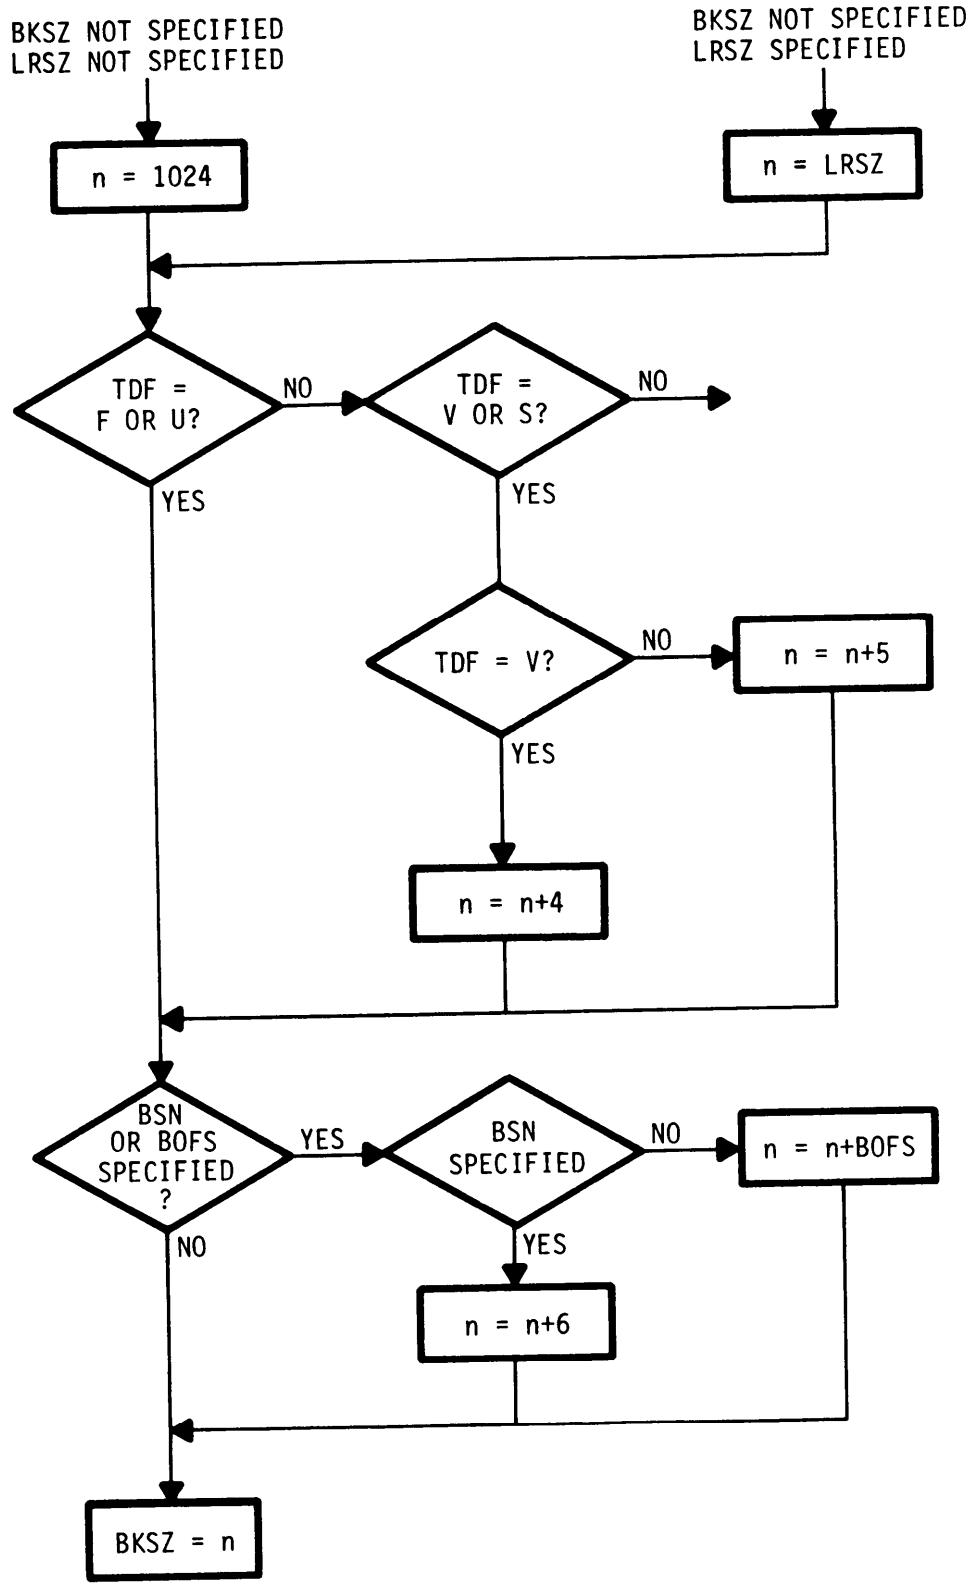 BKSZ NOT SPECIFIED
LRSZ NOT SPECIFIED
BKSZ NOT SPECIFIED
LRSZ SPECIFIED
n = 1024
n = LRSZ
TDF =
F OR U?
NO
TDF =
V OR S?
NO
YES
YES
TDF = V?
NO
n = n+5
YES
n = n+4
BSN
OR BOFS
SPECIFIED
?
YES
BSN
SPECIFIED
NO
n = n+BOFS
NO
YES
n = n+6
BKSZ = n